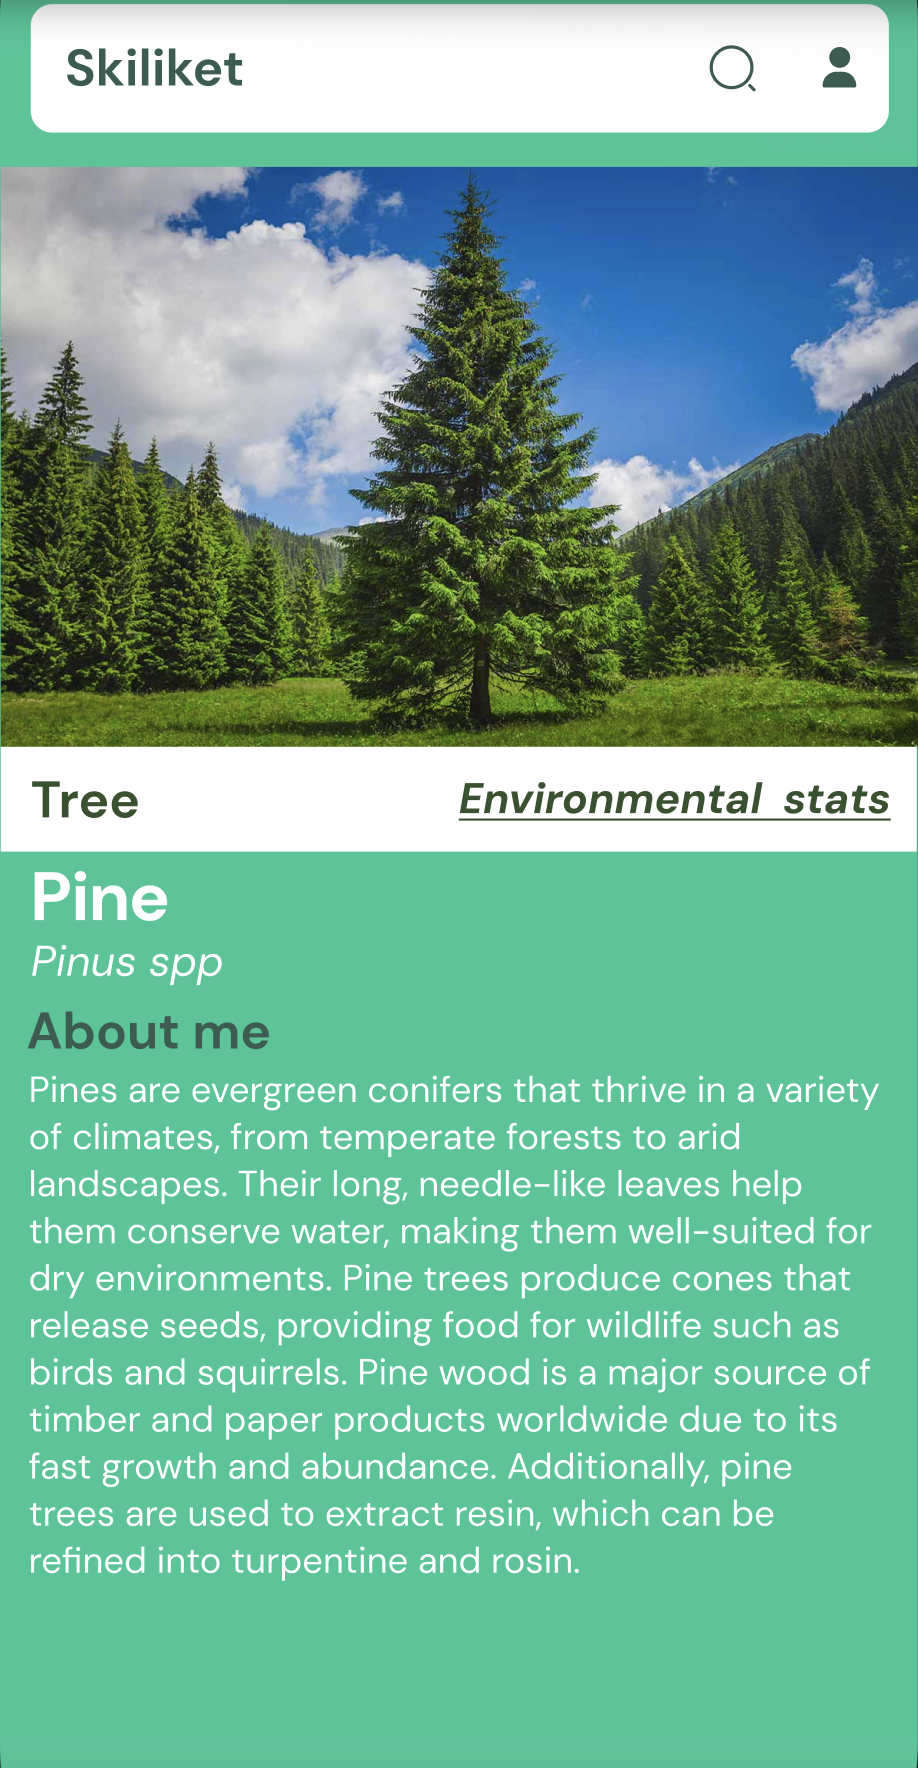 Skiliket
Tree
Environmental stats
Pine
Pinus spp
About me
Pines are evergreen conifers that thrive in a variety
of climates, from temperate forests to arid
landscapes. Their long, needle-like leaves help
them conserve water, making them well-suited for
dry environments. Pine trees produce cones that
release seeds, providing food for wildlife such as
birds and squirrels. Pine wood is a major source of
timber and paper products worldwide due to its
fast growth and abundance. Additionally, pine
trees are used to extract resin, which can be
refined into turpentine and rosin.